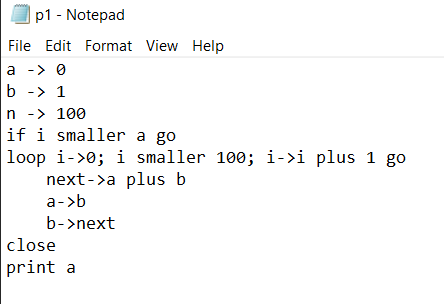 p1 - Notepad
File Edit Format View Help
a -> 0
b -> 1
n -> 100
if i smaller a go
loop i->0; i smaller 100; i->i plus 1 go
    next->a plus b
    a->b
    b->next
close
print a